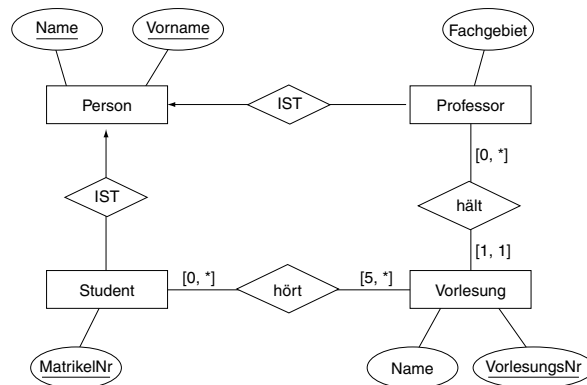 Name
Vorname
Fachgebiet
Person
IST
Professor
[0, *]
IST
hält
[1, 1]
Student
[0, *]
hört
[5, *]
Vorlesung
MatrikelNr
Name
VorlesungsNr